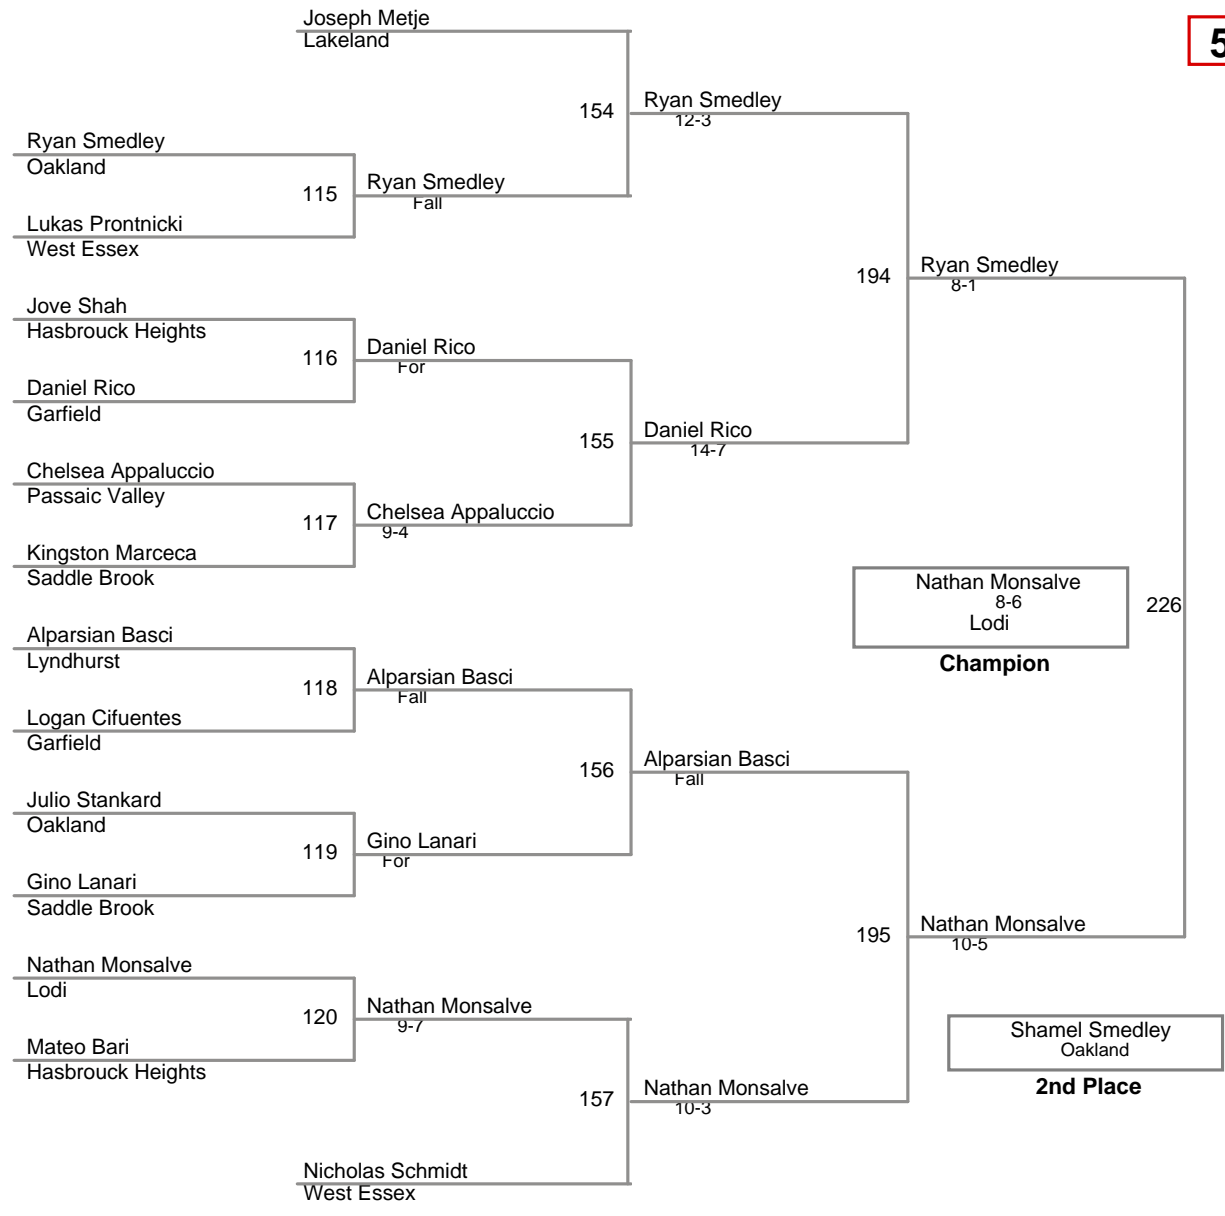 Joseph Metje
Lakeland
5
154
Ryan Smedley
12-3
Ryan Smedley
Oakland
115
Ryan Smedley
Fall
Lukas Prontnicki
West Essex
194
Ryan Smedley
8-1
Jove Shah
Hasbrouck Heights
116
Daniel Rico
For
Daniel Rico
Garfield
155
Daniel Rico
14-7
Chelsea Appaluccio
Passaic Valley
117
Chelsea Appaluccio
9-4
Kingston Marceca
Saddle Brook
Nathan Monsalve
8-6
Lodi
Champion
226
Alparsian Basci
Lyndhurst
118
Alparsian Basci
Fall
Logan Cifuentes
Garfield
156
Alparsian Basci
Fall
Julio Stankard
Oakland
119
Gino Lanari
For
Gino Lanari
Saddle Brook
195
Nathan Monsalve
10-5
Nathan Monsalve
Lodi
120
Nathan Monsalve
9-7
Mateo Bari
Hasbrouck Heights
Shamel Smedley
Oakland
2nd Place
157
Nathan Monsalve
10-3
Nicholas Schmidt
West Essex